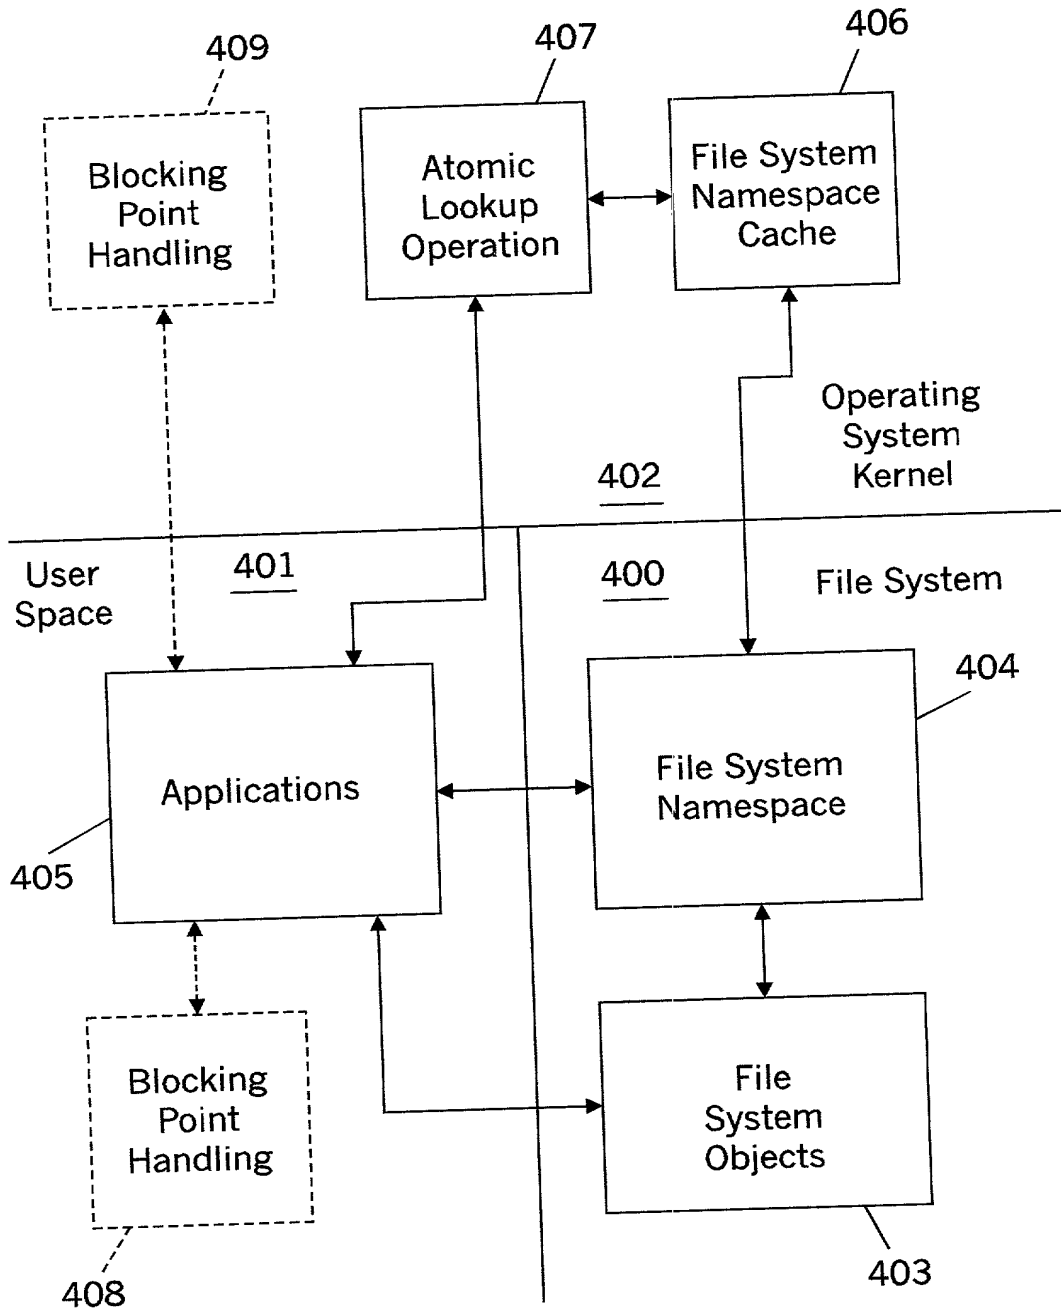 409
407
406
Blocking
Point
Handling
Atomic
Lookup
Operation
File System
Namespace
Cache
Operating
System
Kernel
402
User
Space
401
400
File System
404
Applications
File System
Namespace
405
Blocking
Point
Handling
File
System
Objects
408
403